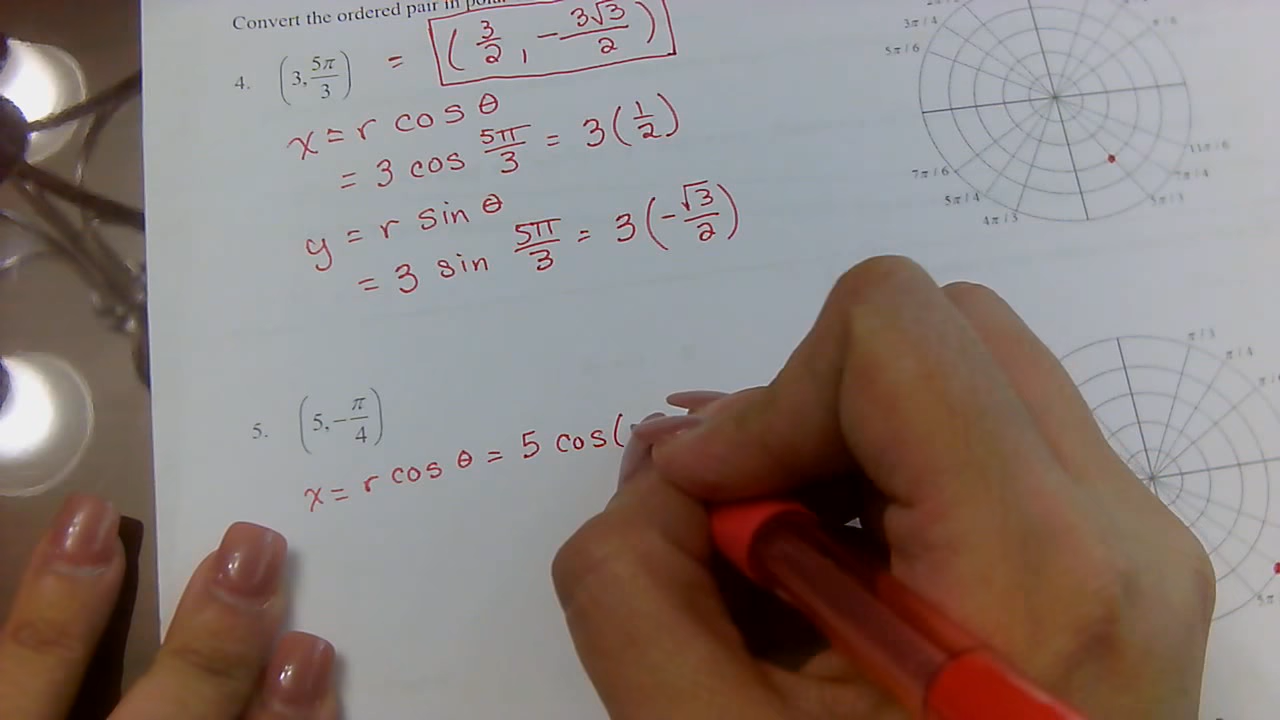 Convert the ordered pair in polar
4. (3, 5π/3) = (3/2, -3√3/2)
x = r cos θ
= 3 cos 5π/3 = 3(1/2)
y = r sin θ
= 3 sin 5π/3 = 3(-√3/2)
5. (5, -π/4)
x = r cos θ = 5 cos(
3π/4
5π/6
7π/6
5π/4
4π/3
5π/3
7π/4
11π/6
π/3
π/4